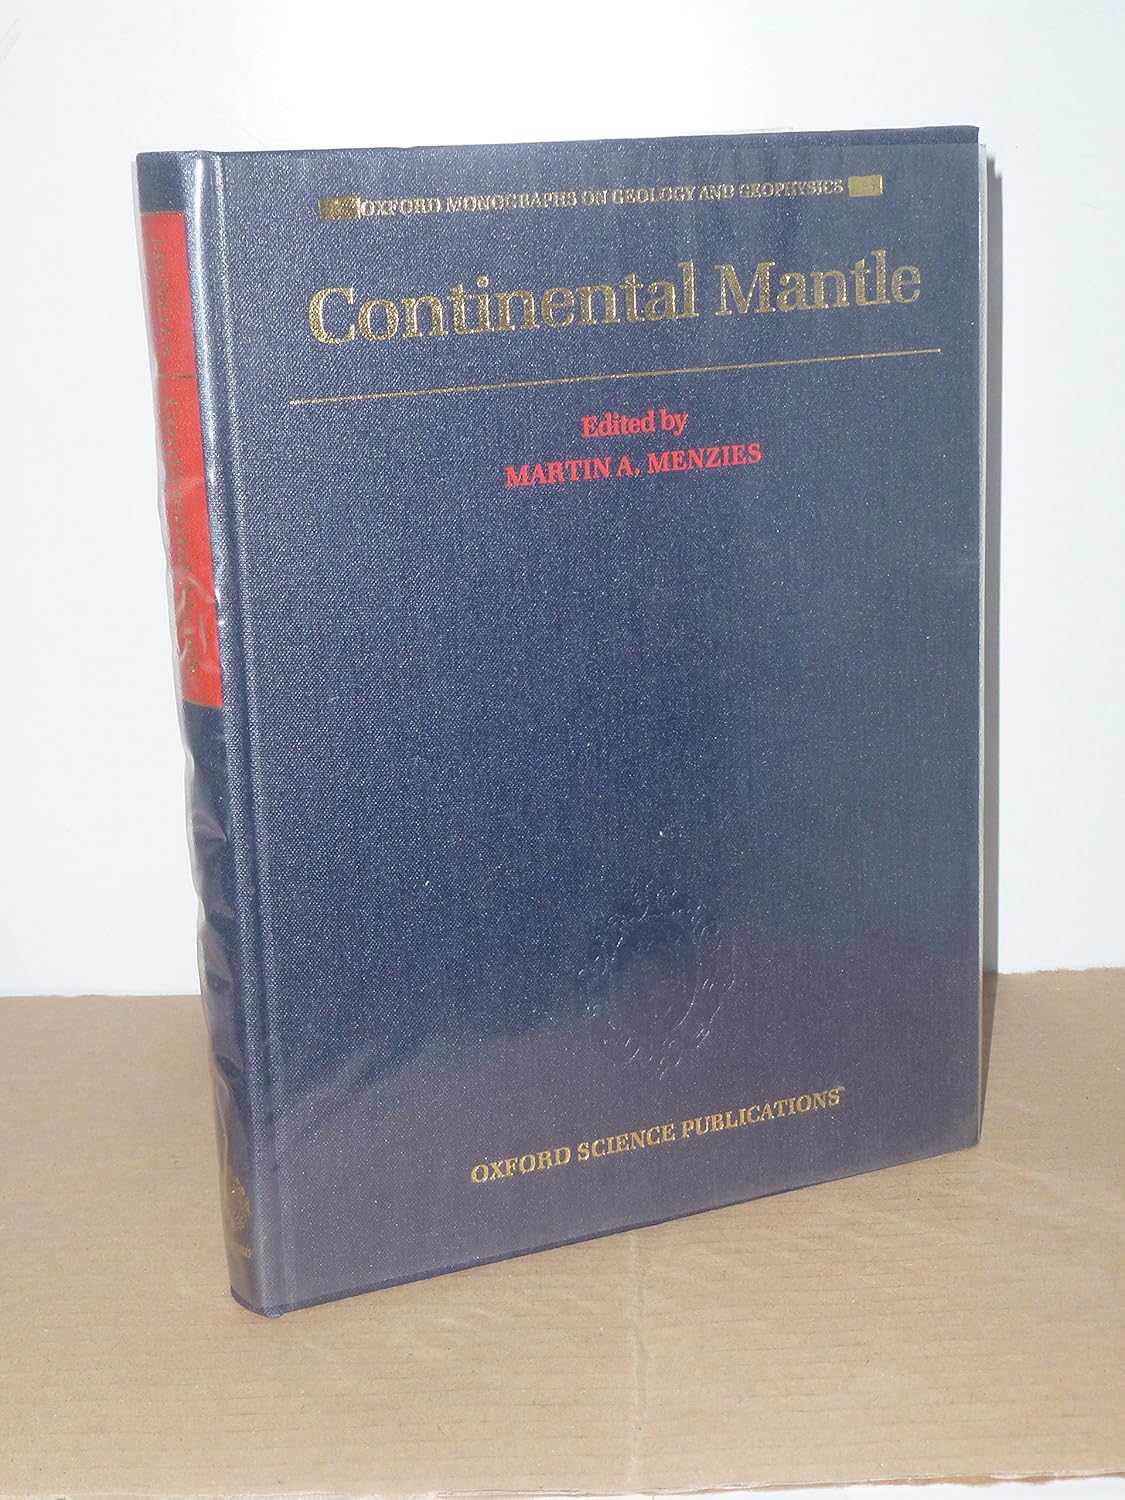 OXFORD MONOGRAPHS ON GEOLOGY AND GEOPHYSICS
Continental Mantle
Edited by
MARTIN A. MENZIES
OXFORD SCIENCE PUBLICATIONS